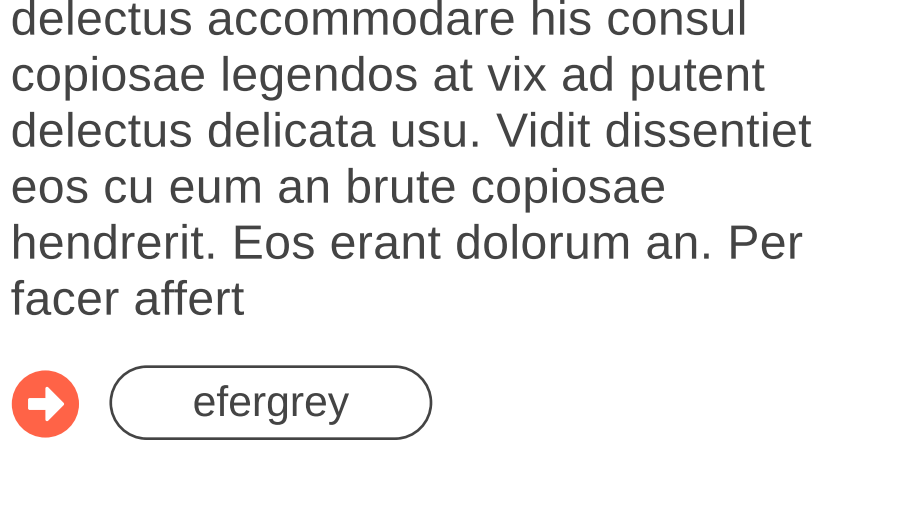 delectus accommodare his consul
copiosae legendos at vix ad putent
delectus delicata usu. Vidit dissentiet
eos cu eum an brute copiosae
hendrerit. Eos erant dolorum an. Per
facer affert
efergrey